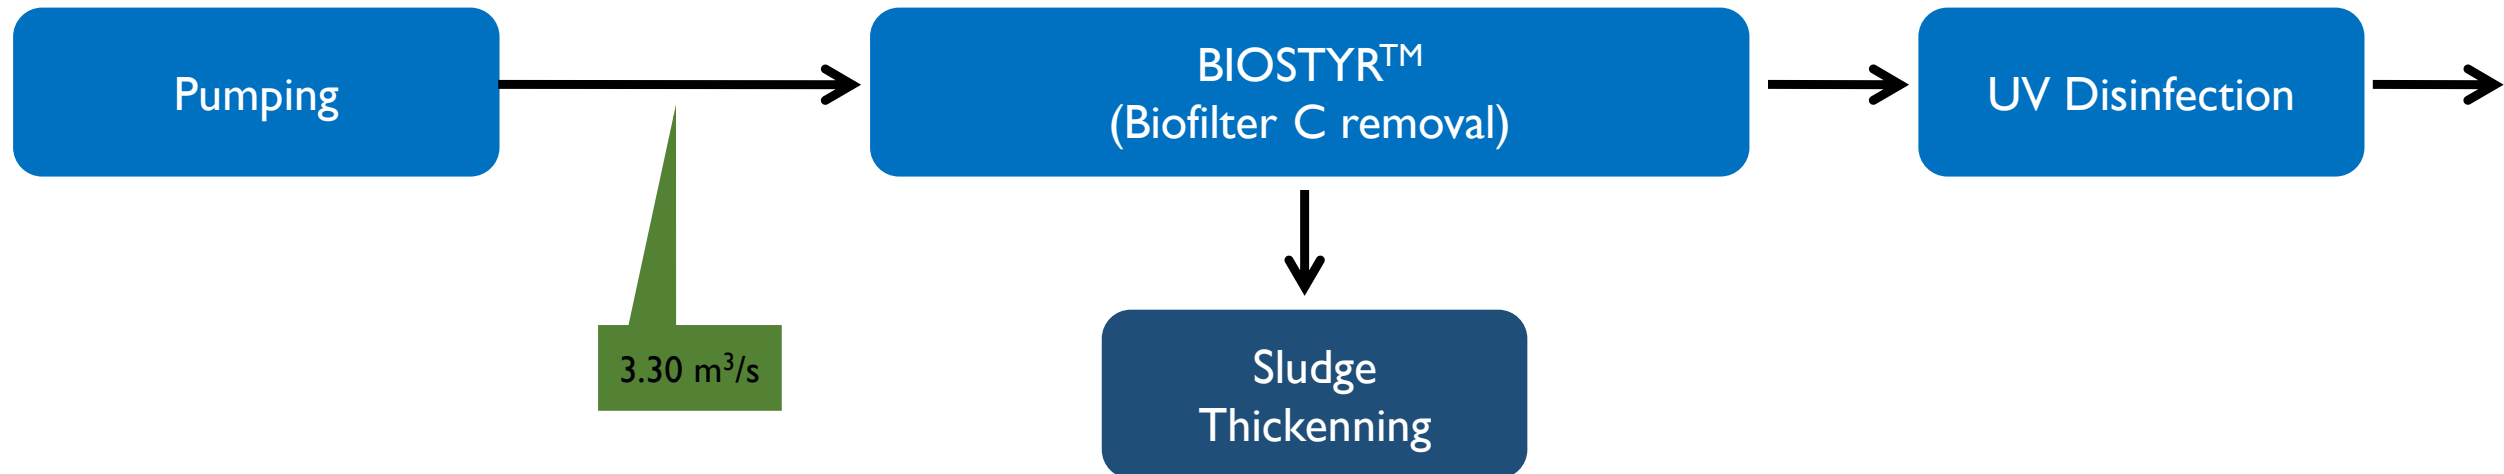 Pumping
BIOSTYR™
(Biofilter C removal)
UV Disinfection
3.30 m³/s
Sludge
Thickenning